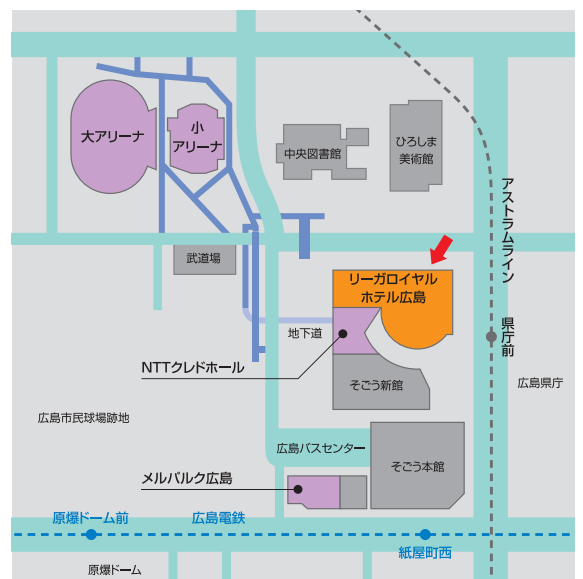 大アリーナ
小
アリーナ
中央図書館
ひろしま
美術館
アストラムライン
武道場
リーガロイヤル
ホテル広島
地下道
県庁前
NTTクレドホール
そごう新館
広島県庁
広島市民球場跡地
広島バスセンター
そごう本館
メルパルク広島
原爆ドーム前
広島電鉄
紙屋町西
原爆ドーム